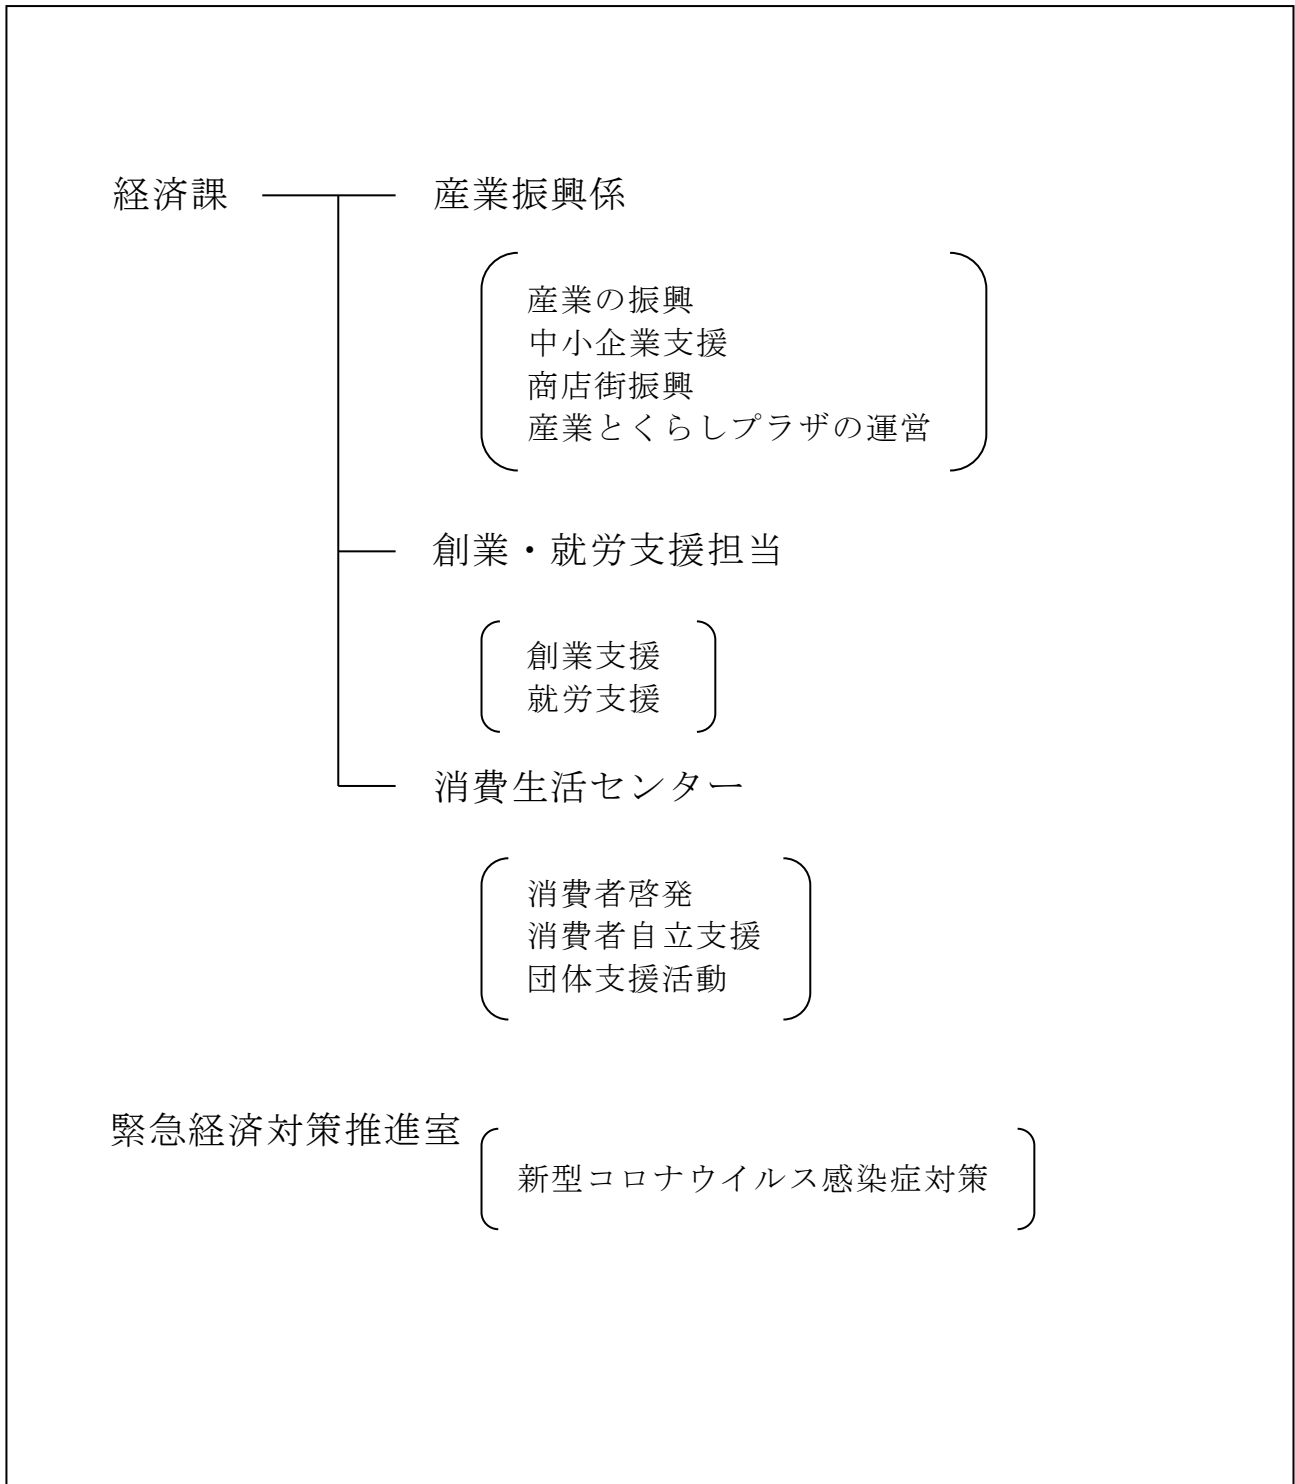 経済課 産業振興係
産業の振興
中小企業支援
商店街振興
産業とくらしプラザの運営
創業・就労支援担当
創業支援
就労支援
消費生活センター
消費者啓発
消費者自立支援
団体支援活動
緊急経済対策推進室
新型コロナウイルス感染症対策